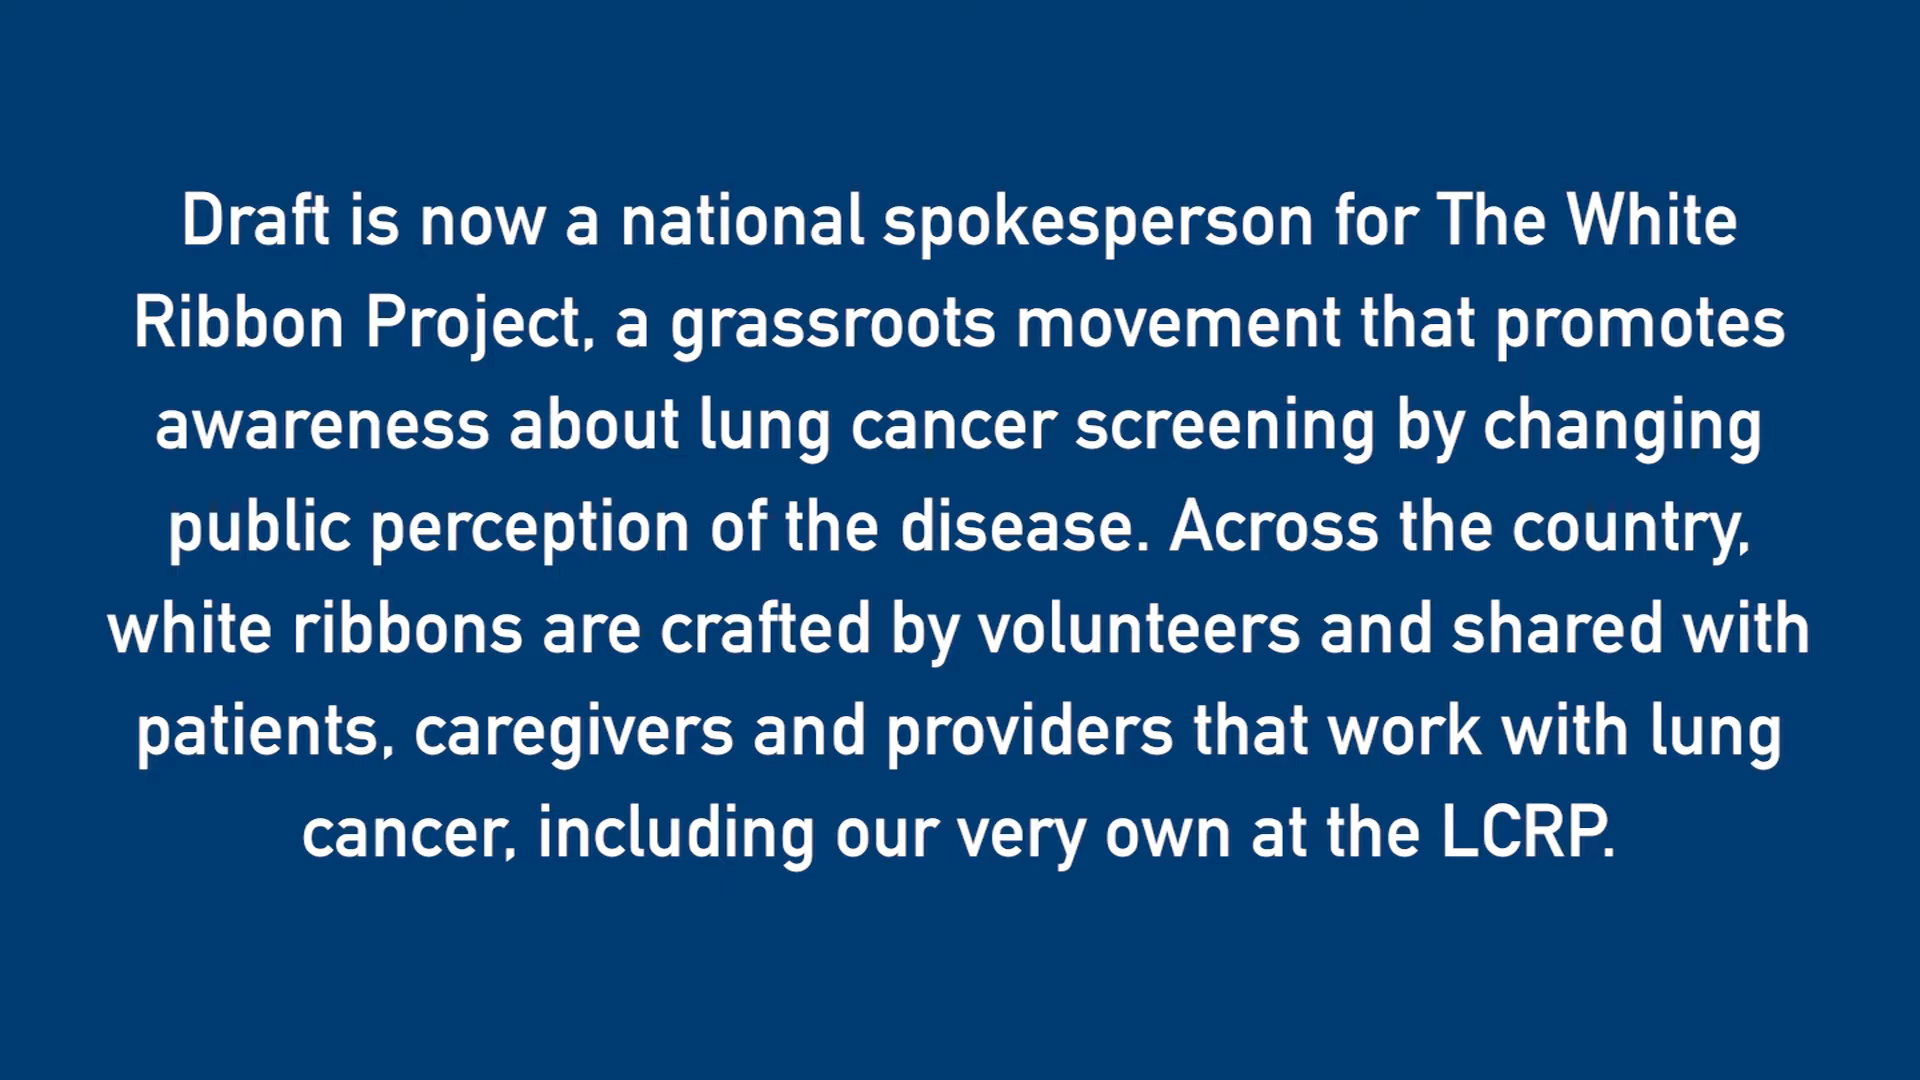 Draft is now a national spokesperson for The White
Ribbon Project, a grassroots movement that promotes
awareness about lung cancer screening by changing
public perception of the disease. Across the country,
white ribbons are crafted by volunteers and shared with
patients, caregivers and providers that work with lung
cancer, including our very own at the LCRP.